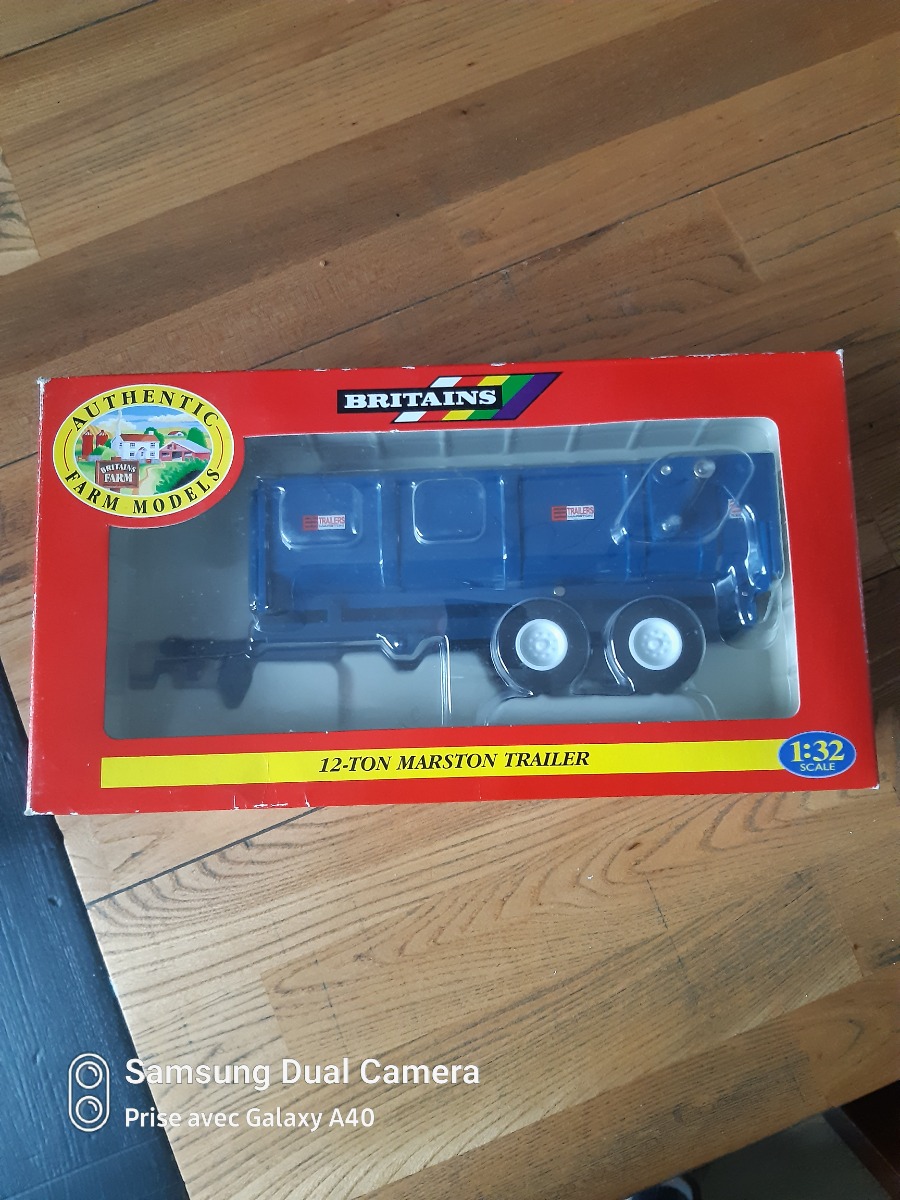 AUTHENTIC
BRITAINS
FARM
FARM MODELS
BRITAINS
TRAILERS
TRAILERS
12-TON MARSTON TRAILER
1:32
SCALE
Samsung Dual Camera
Prise avec Galaxy A40